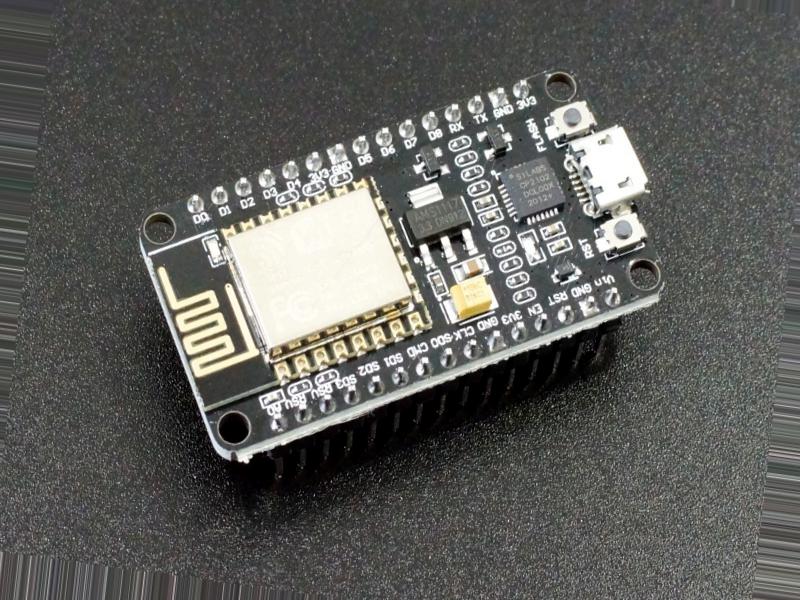 D0
D1
D2
D3
D4
3V3
GND
D5
D6
D7
D8
RX
TX
GND
3V3
FLASH
SILABS
CP2102
RST
Vin
GND
RST
EN
3V3
GND
CLK
SD0
CMD
SD1
SD2
SD3
RSV
RSV
A0